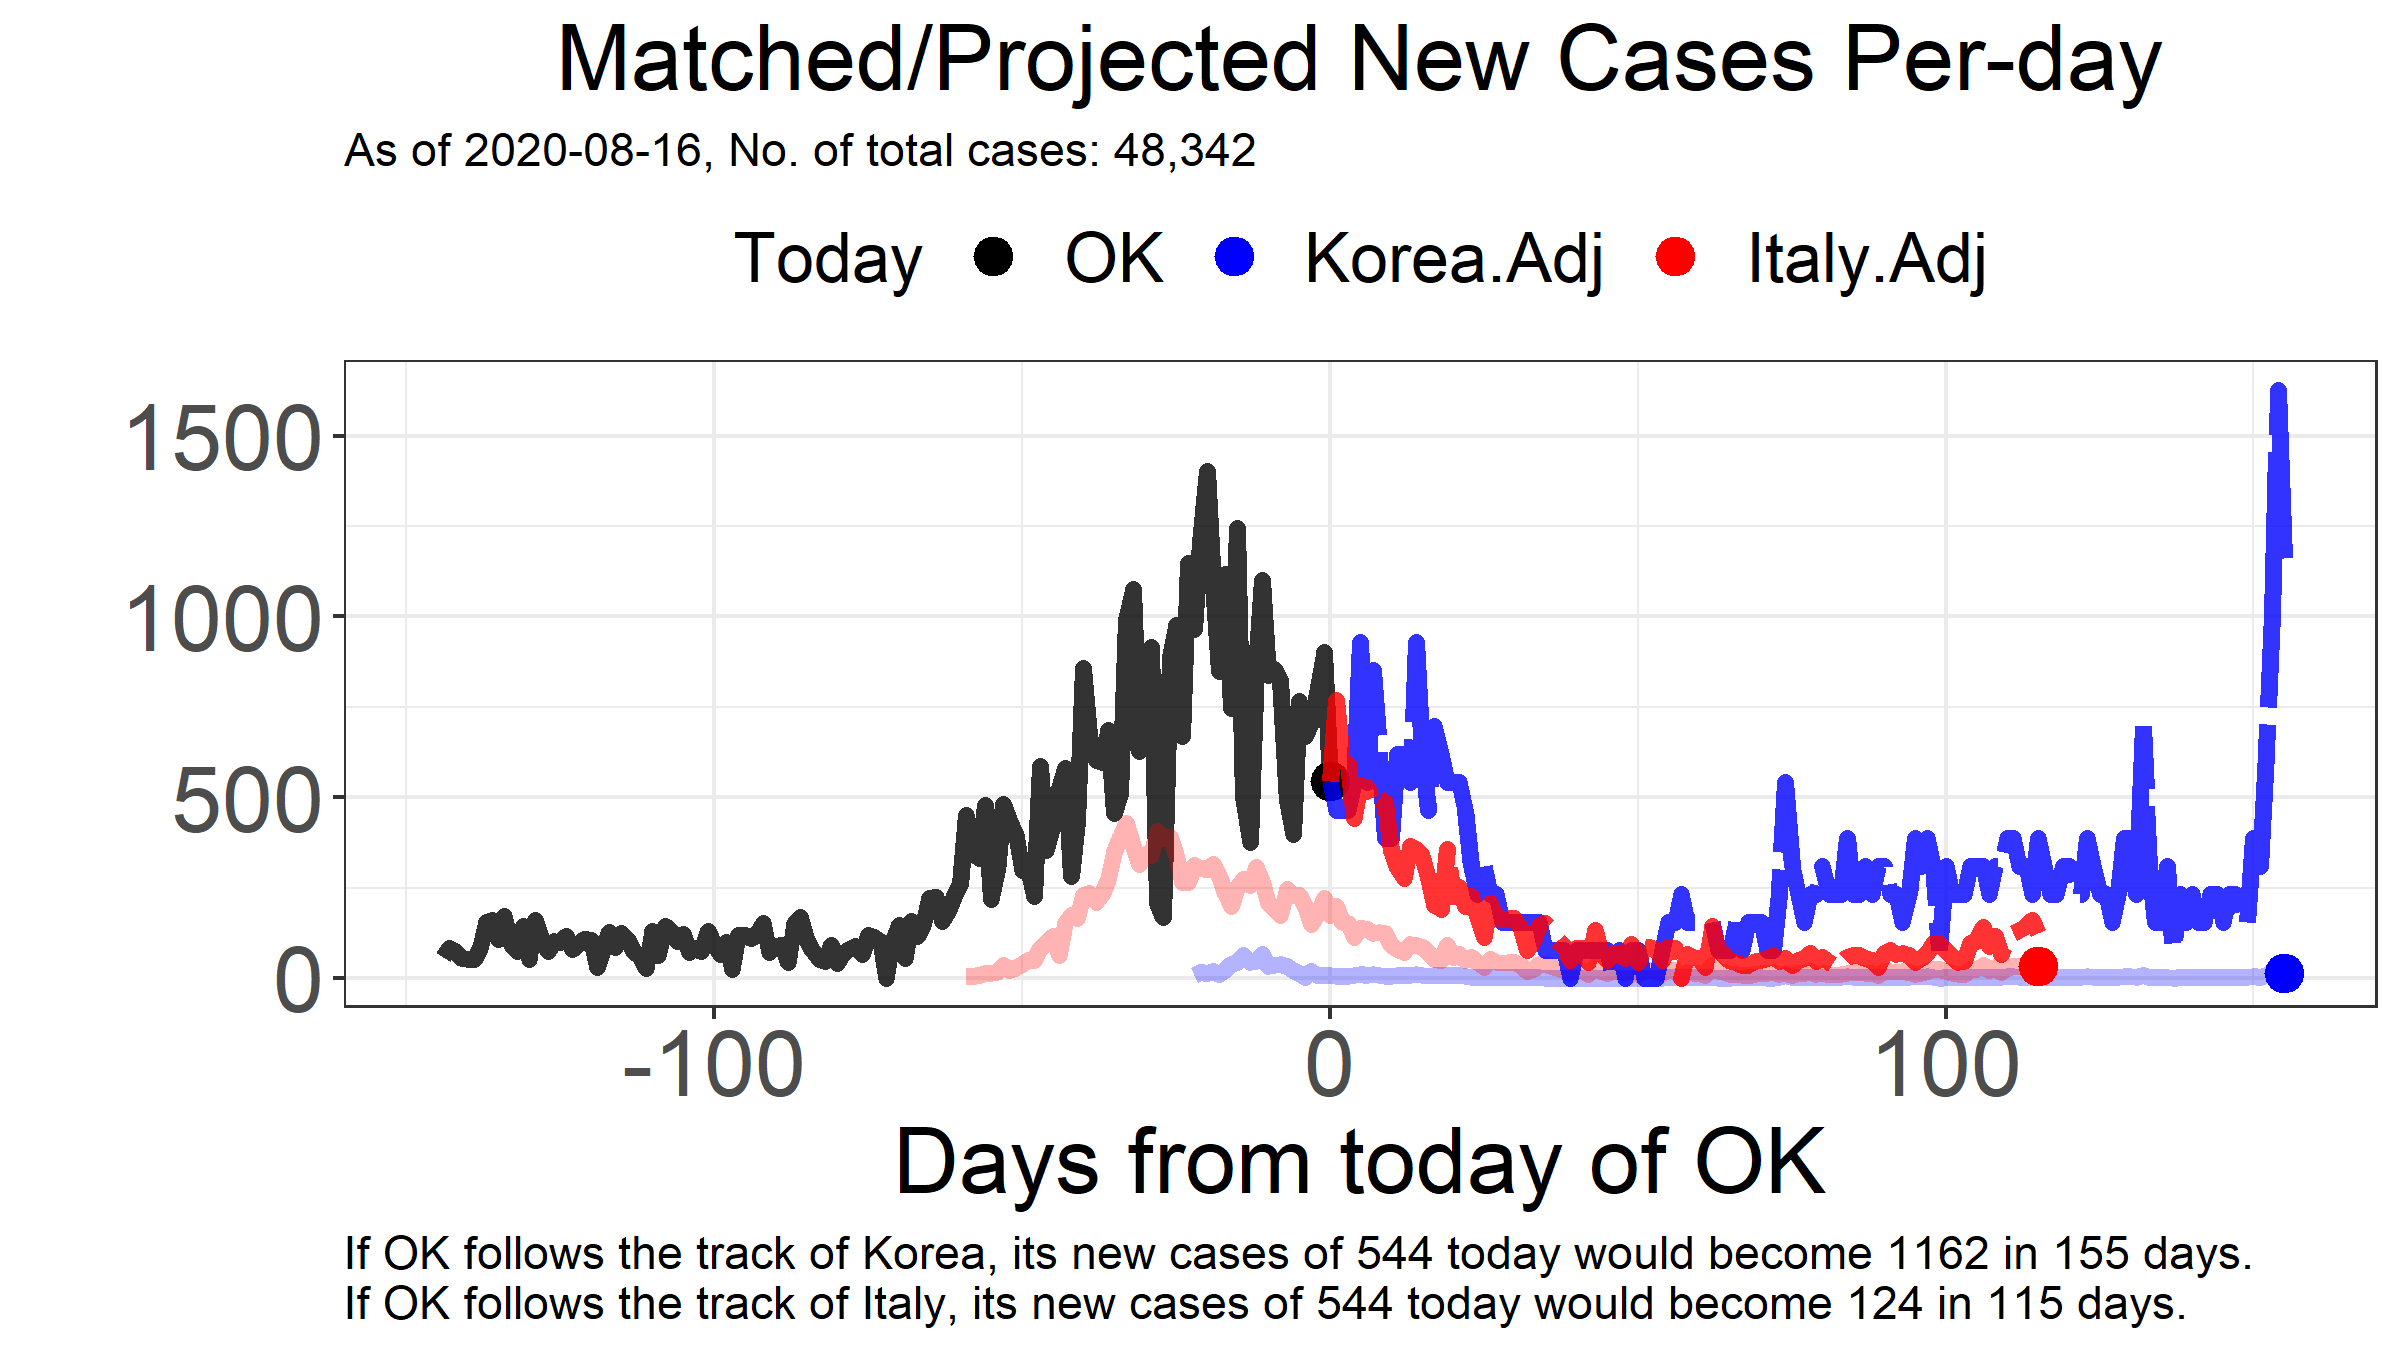 Matched/Projected New Cases Per-day
As of 2020-08-16, No. of total cases: 48,342
Today OK Korea.Adj Italy.Adj
1500
1000
500
0
-100 0 100
Days from today of OK
If OK follows the track of Korea, its new cases of 544 today would become 1162 in 155 days.
If OK follows the track of Italy, its new cases of 544 today would become 124 in 115 days.